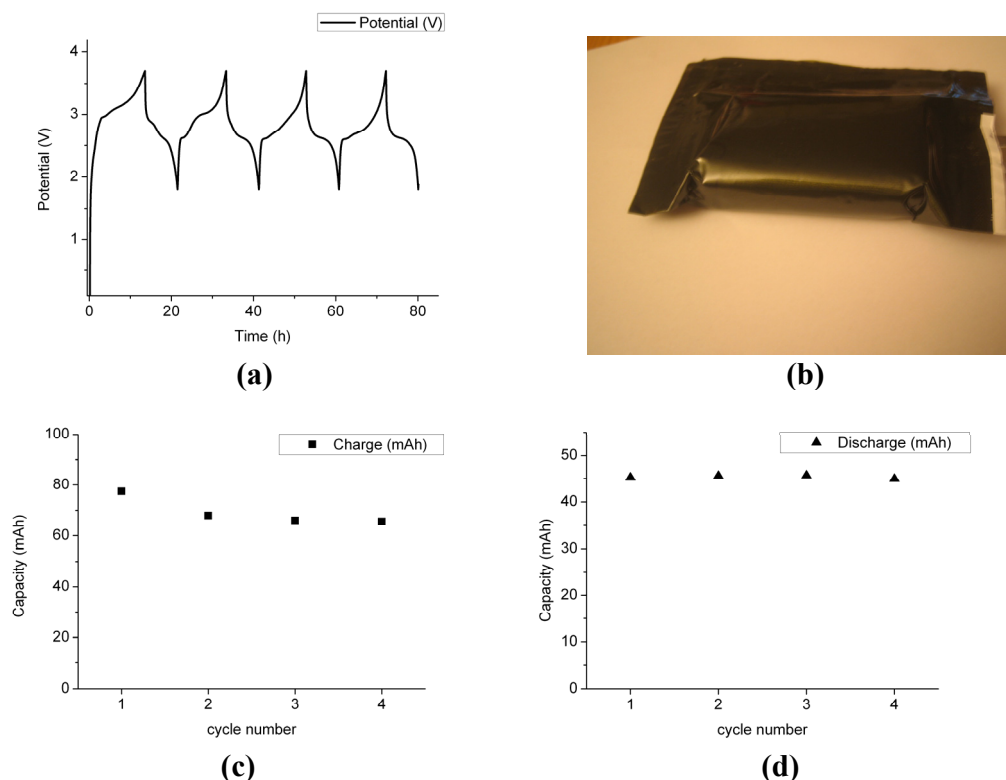 Potential (V)
4
3
2
1
Potential (V)
0
20
40
60
80
Time (h)
(a)
(b)
Charge (mAh)
100
80
60
40
20
0
Capacity (mAh)
1
2
3
4
cycle number
(c)
Discharge (mAh)
50
40
30
20
10
0
Capacity (mAh)
1
2
3
4
cycle number
(d)